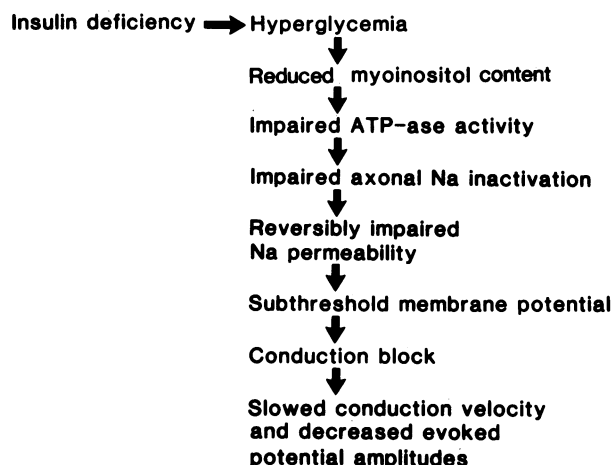 Insulin deficiency Hyperglycemia
Reduced myoinositol content
Impaired ATP-ase activity
Impaired axonal Na inactivation
Reversibly impaired
Na permeability
Subthreshold membrane potential
Conduction block
Slowed conduction velocity
and decreased evoked
potential amplitudes